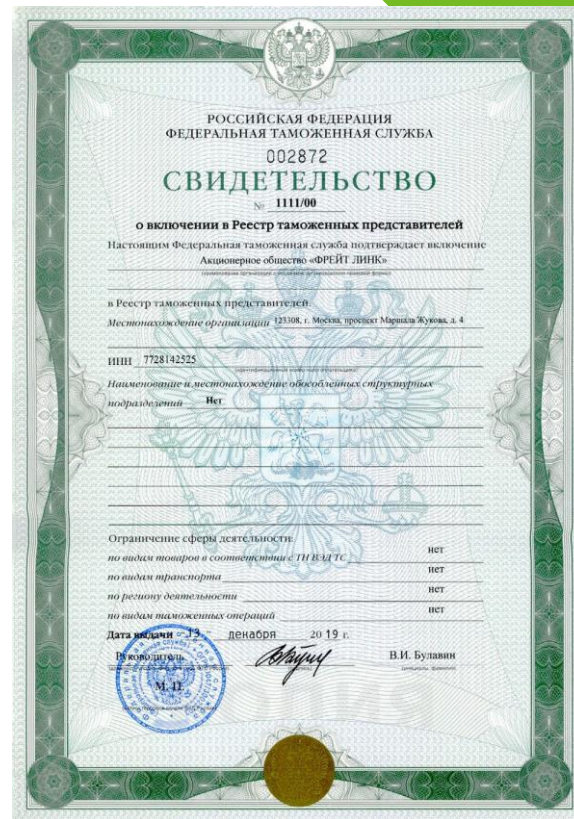 РОССИЙСКАЯ ФЕДЕРАЦИЯ
ФЕДЕРАЛЬНАЯ ТАМОЖЕННАЯ СЛУЖБА
002872
СВИДЕТЕЛЬСТВО
№ 1111/00
о включении в Реестр таможенных представителей
Настоящим Федеральная таможенная служба подтверждает включение
Акционерное общество «ФРЕЙТ ЛИНК»
в Реестр таможенных представителей.
Местонахождение организации 123308, г. Москва, проспект Маршала Жукова, д. 4
ИНН 7728142525
Наименование и местонахождение обособленных структурных
подразделений Нет
Ограничение сферы деятельности:
по видам товаров в соответствии с ТН ВЭД ТС нет
по видам транспорта нет
по региону деятельности нет
по видам таможенных операций нет
Дата выдачи 13 декабря 20 19 г.
Руководитель В.И. Булавин
М. П.